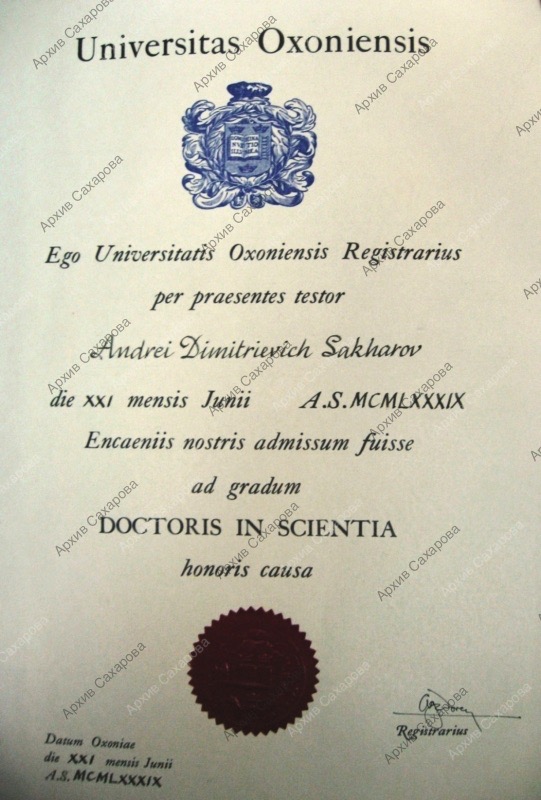 Universitas Oxoniensis
Ego Universitatis Oxoniensis Registrarius
per praesentes testor
Andrei Dimitrievich Sakharov
die XXI mensis Junii A.S. MCMLXXXIX
Encaeniis nostris admissum fuisse
ad gradum
DOCTORIS IN SCIENTIA
honoris causa
Registrarius
Datum Oxoniae
die XXI mensis Junii
A.S. MCMLXXXIX
Архив Сахарова